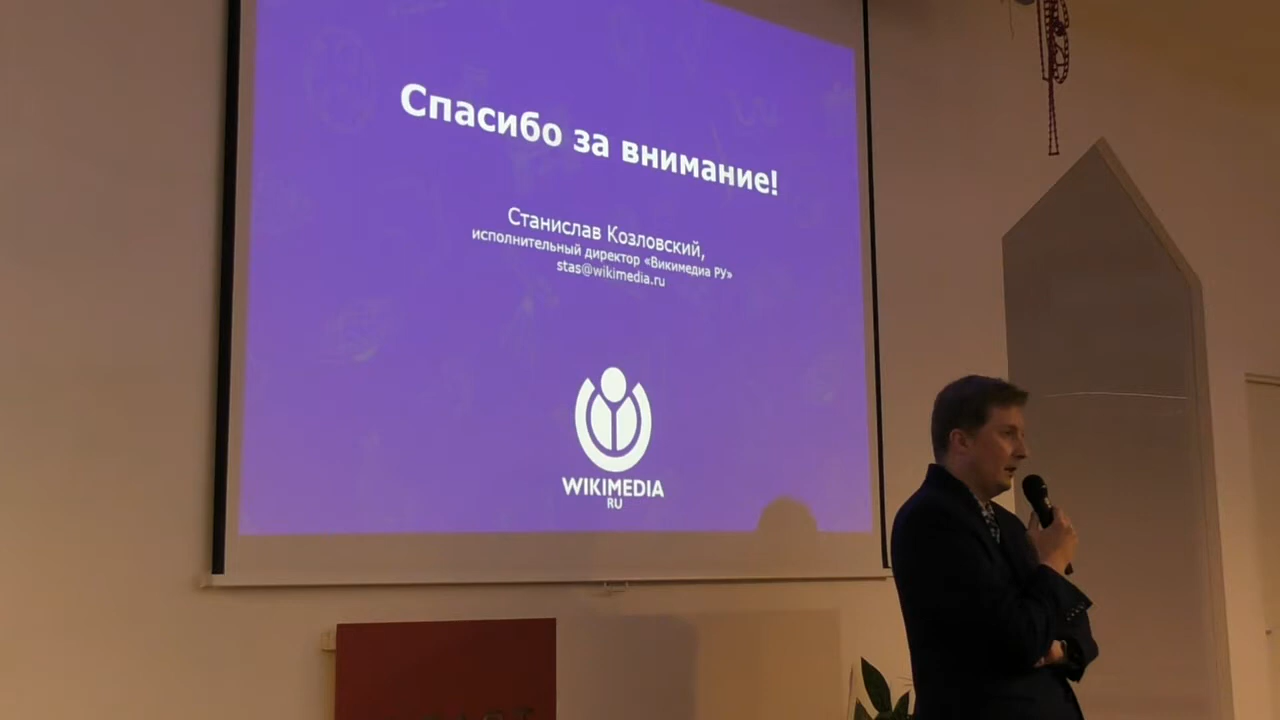 Спасибо за внимание!
Станислав Козловский,
исполнительный директор «Викимедиа РУ»
stas@wikimedia.ru
WIKIMEDIA
RU